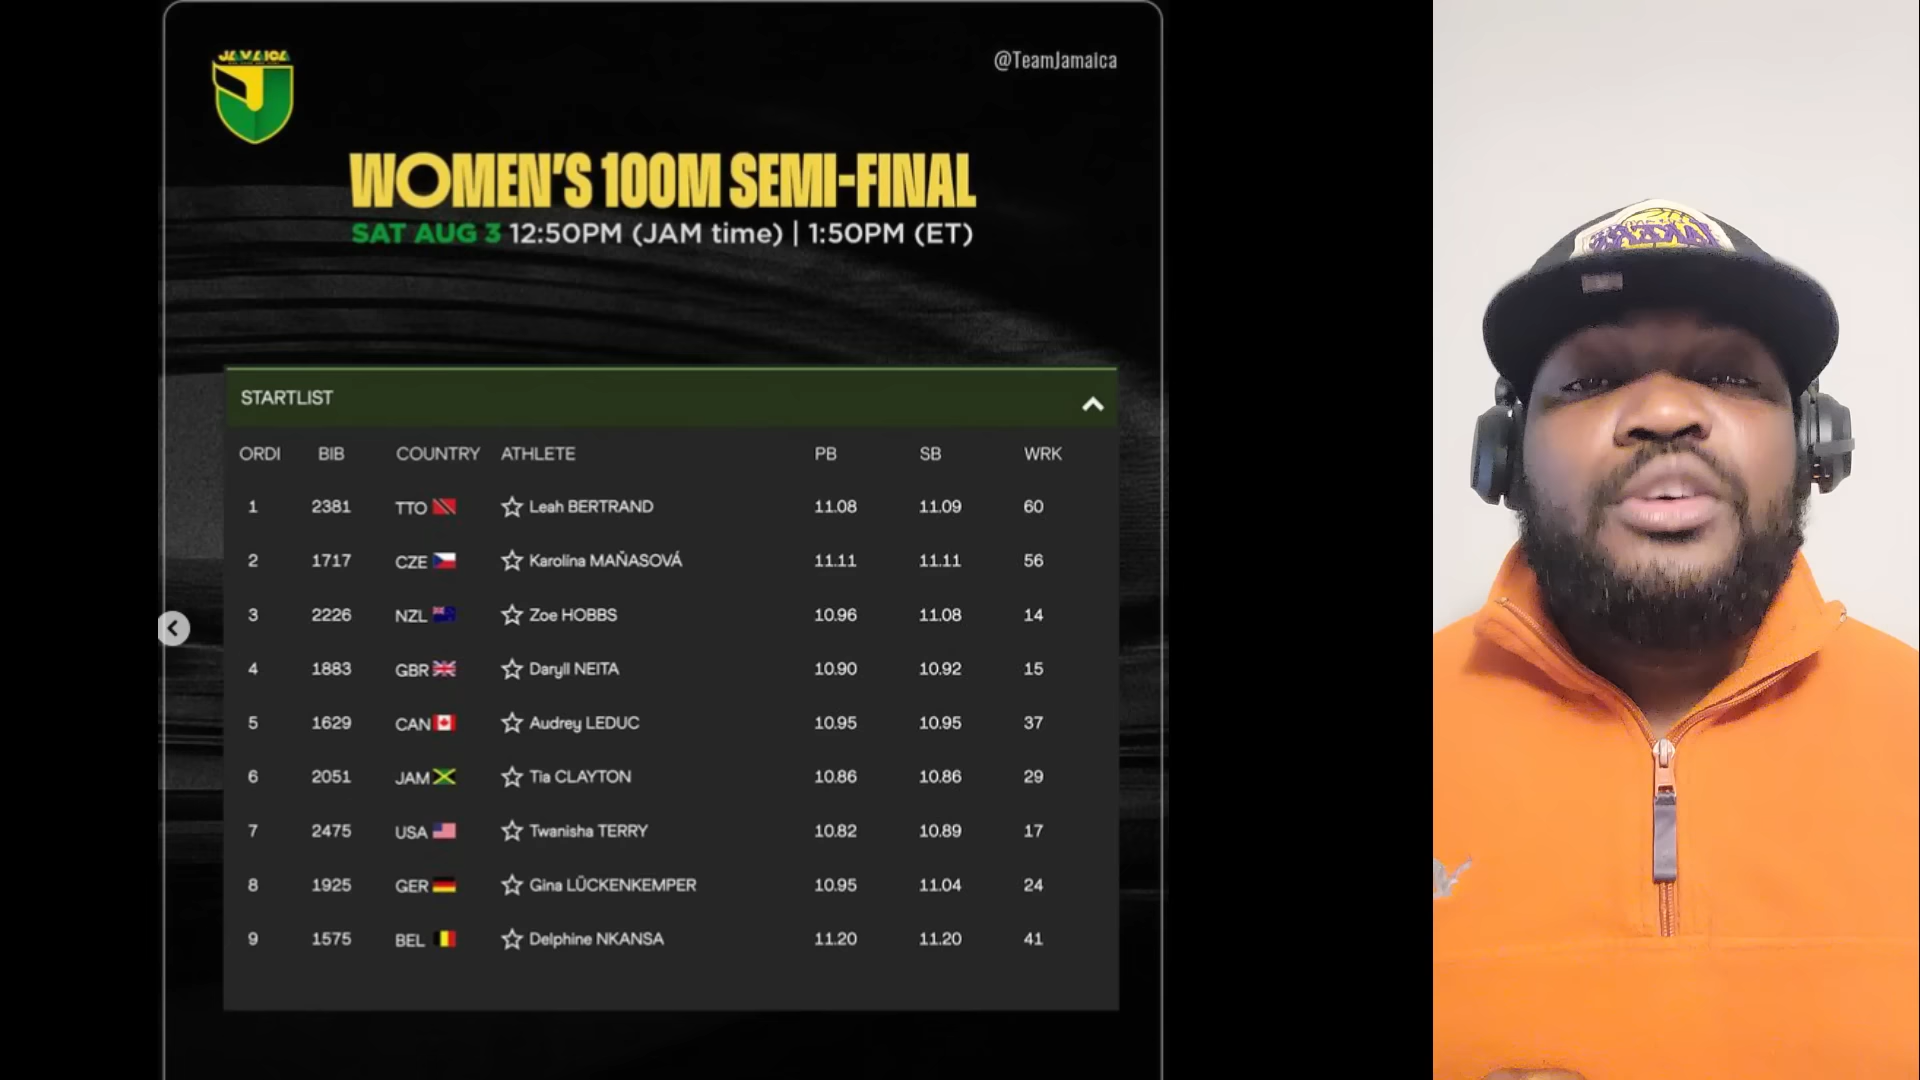 JAMAICA
@TeamJamaica
WOMEN'S 100M SEMI-FINAL
SAT AUG 3 12:50PM (JAM time) | 1:50PM (ET)
STARTLIST
ORDI BIB COUNTRY ATHLETE PB SB WRK
1 2381 TTO Leah BERTRAND 11.08 11.09 60
2 1717 CZE Karolina MAŇASOVÁ 11.11 11.11 56
3 2226 NZL Zoe HOBBS 10.96 11.08 14
4 1883 GBR Daryll NEITA 10.90 10.92 15
5 1629 CAN Audrey LEDUC 10.95 10.95 37
6 2051 JAM Tia CLAYTON 10.86 10.86 29
7 2475 USA Twanisha TERRY 10.82 10.89 17
8 1925 GER Gina LÜCKENKEMPER 10.95 11.04 24
9 1575 BEL Delphine NKANSA 11.20 11.20 41